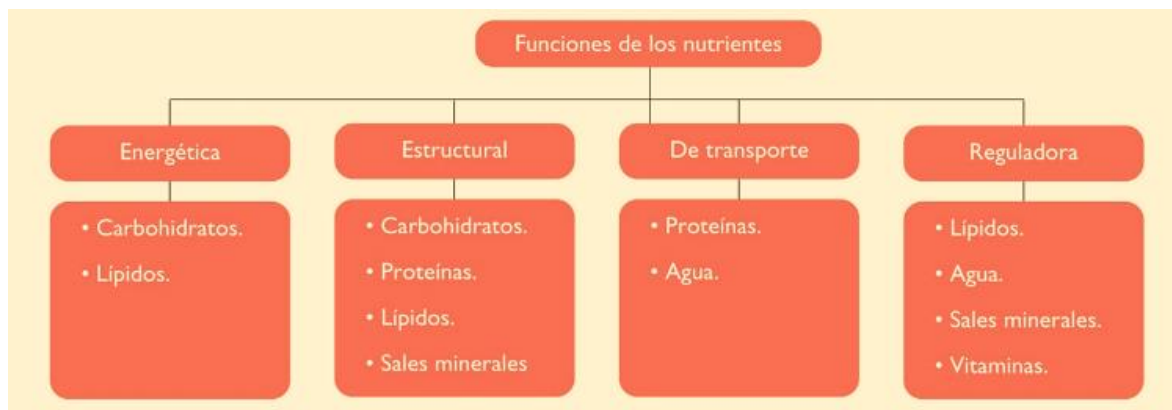 Funciones de los nutrientes
Energética
• Carbohidratos.
• Lípidos.
Estructural
• Carbohidratos.
• Proteínas.
• Lípidos.
• Sales minerales
De transporte
• Proteínas.
• Agua.
Reguladora
• Lípidos.
• Agua.
• Sales minerales.
• Vitaminas.